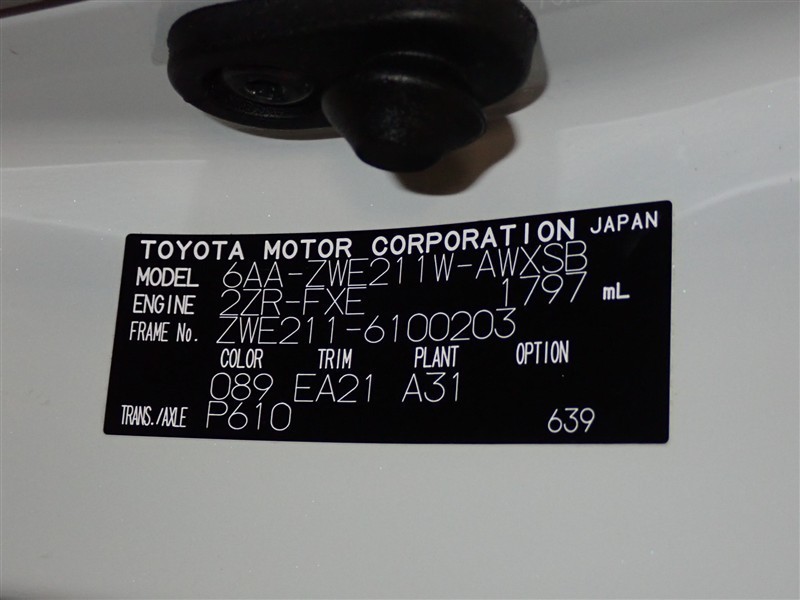 TOYOTA MOTOR CORPORATION JAPAN
MODEL 6AA-ZWE211W-AWXSB
ENGINE 2ZR-FXE 1797 mL
FRAME No. ZWE211-6100203
COLOR TRIM PLANT OPTION
089 EA21 A31
TRANS./AXLE P610 639